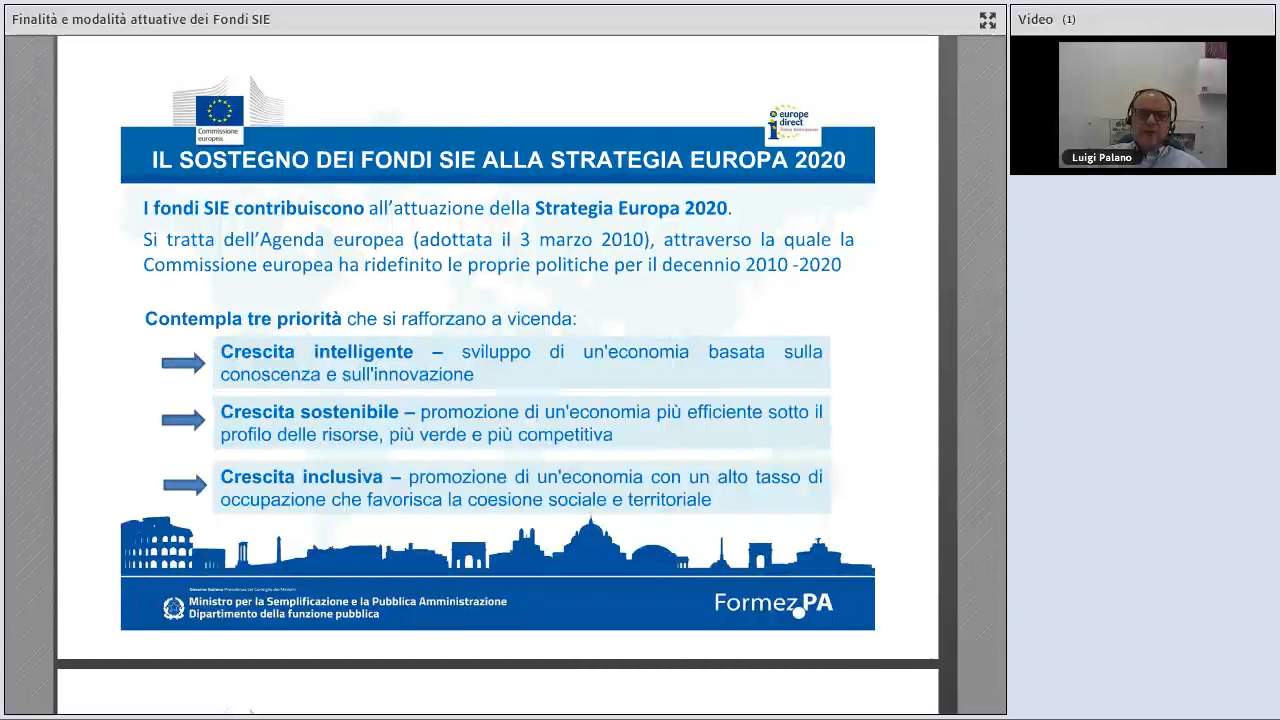 Finalità e modalità attuative dei Fondi SIE
Video (1)
Luigi Palano
Commissione
europea
europe
direct
IL SOSTEGNO DEI FONDI SIE ALLA STRATEGIA EUROPA 2020
I fondi SIE contribuiscono all'attuazione della Strategia Europa 2020.
Si tratta dell'Agenda europea (adottata il 3 marzo 2010), attraverso la quale la
Commissione europea ha ridefinito le proprie politiche per il decennio 2010 -2020
Contempla tre priorità che si rafforzano a vicenda:
Crescita intelligente – sviluppo di un'economia basata sulla
conoscenza e sull'innovazione
Crescita sostenibile – promozione di un'economia più efficiente sotto il
profilo delle risorse, più verde e più competitiva
Crescita inclusiva – promozione di un'economia con un alto tasso di
occupazione che favorisca la coesione sociale e territoriale
Ministro per la Semplificazione e la Pubblica Amministrazione
Dipartimento della funzione pubblica
Formez PA